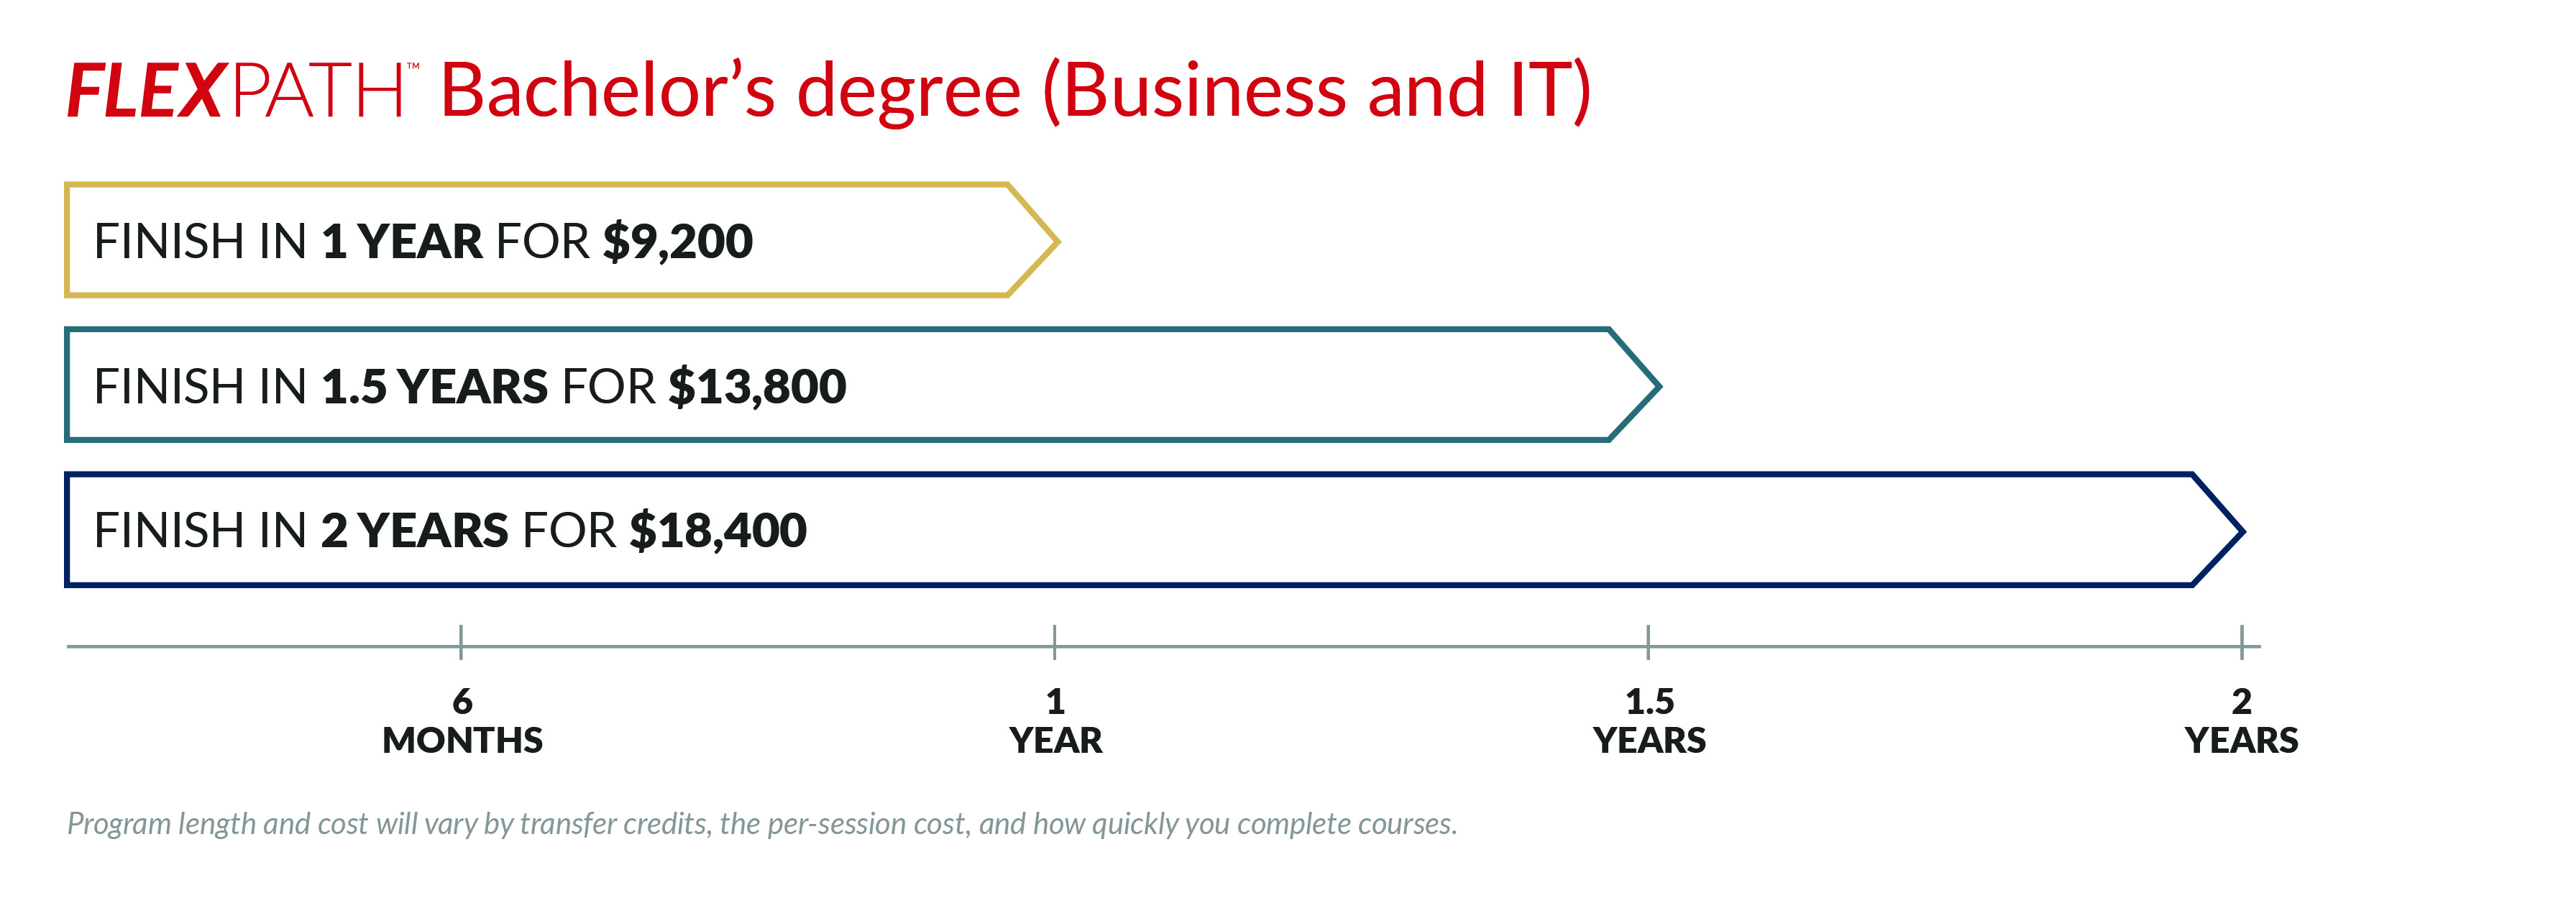 FLEXPATH™ Bachelor’s degree (Business and IT)
FINISH IN 1 YEAR FOR $9,200
FINISH IN 1.5 YEARS FOR $13,800
FINISH IN 2 YEARS FOR $18,400
6 MONTHS
1 YEAR
1.5 YEARS
2 YEARS
Program length and cost will vary by transfer credits, the per-session cost, and how quickly you complete courses.